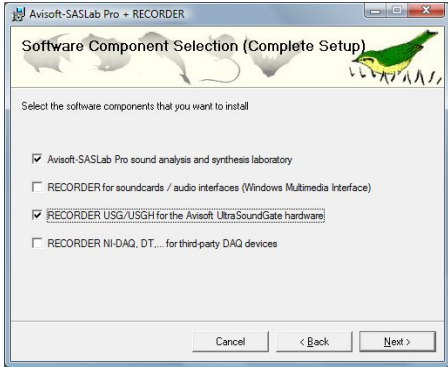 Avisoft-SASLab Pro + RECORDER
Software Component Selection (Complete Setup)
Select the software components that you want to install
Avisoft-SASLab Pro sound analysis and synthesis laboratory
RECORDER for soundcards / audio interfaces (Windows Multimedia Interface)
RECORDER USG/USGH for the Avisoft UltraSoundGate hardware
RECORDER NI-DAQ, DT,... for third-party DAQ devices
Cancel < Back Next >